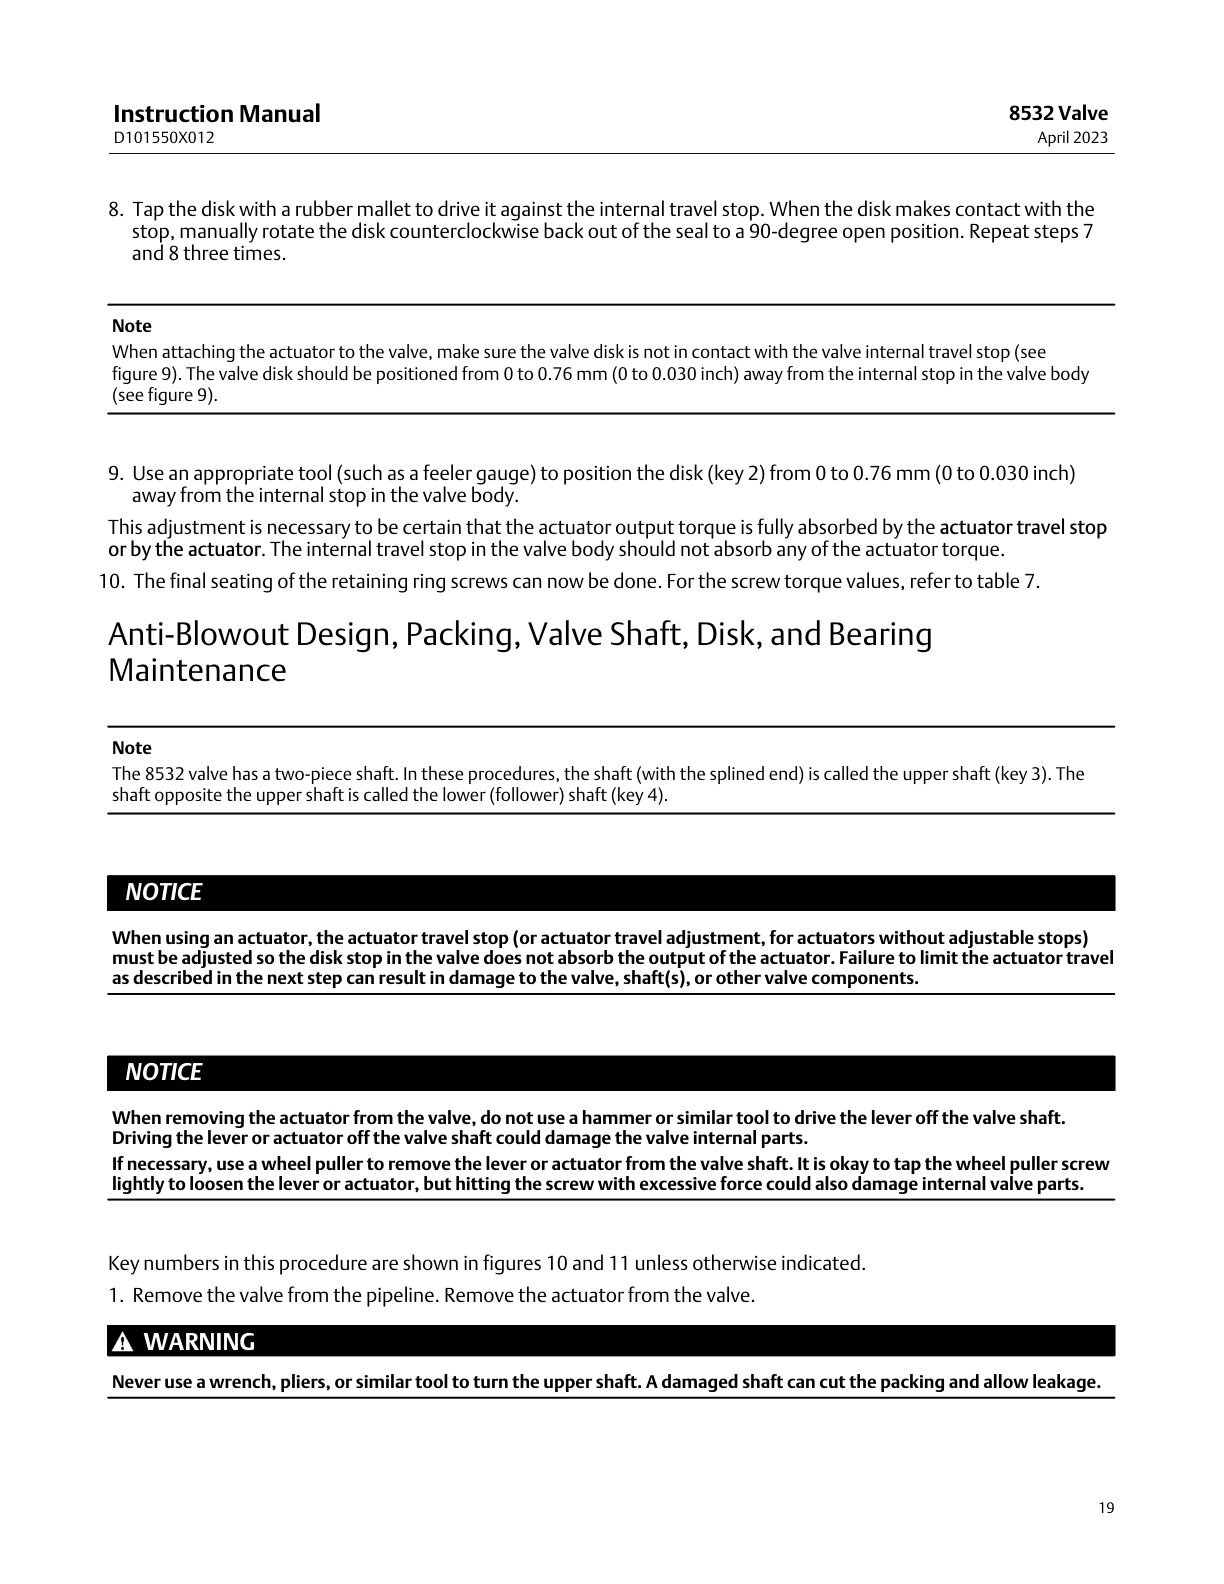 Instruction Manual
D101550X012
8532 Valve
April 2023
8. Tap the disk with a rubber mallet to drive it against the internal travel stop. When the disk makes contact with the
stop, manually rotate the disk counterclockwise back out of the seal to a 90-degree open position. Repeat steps 7
and 8 three times.
Note
When attaching the actuator to the valve, make sure the valve disk is not in contact with the valve internal travel stop (see
figure 9). The valve disk should be positioned from 0 to 0.76 mm (0 to 0.030 inch) away from the internal stop in the valve body
(see figure 9).
9. Use an appropriate tool (such as a feeler gauge) to position the disk (key 2) from 0 to 0.76 mm (0 to 0.030 inch)
away from the internal stop in the valve body.
This adjustment is necessary to be certain that the actuator output torque is fully absorbed by the actuator travel stop
or by the actuator. The internal travel stop in the valve body should not absorb any of the actuator torque.
10. The final seating of the retaining ring screws can now be done. For the screw torque values, refer to table 7.
Anti-Blowout Design, Packing, Valve Shaft, Disk, and Bearing
Maintenance
Note
The 8532 valve has a two-piece shaft. In these procedures, the shaft (with the splined end) is called the upper shaft (key 3). The
shaft opposite the upper shaft is called the lower (follower) shaft (key 4).
NOTICE
When using an actuator, the actuator travel stop (or actuator travel adjustment, for actuators without adjustable stops)
must be adjusted so the disk stop in the valve does not absorb the output of the actuator. Failure to limit the actuator travel
as described in the next step can result in damage to the valve, shaft(s), or other valve components.
NOTICE
When removing the actuator from the valve, do not use a hammer or similar tool to drive the lever off the valve shaft.
Driving the lever or actuator off the valve shaft could damage the valve internal parts.
If necessary, use a wheel puller to remove the lever or actuator from the valve shaft. It is okay to tap the wheel puller screw
lightly to loosen the lever or actuator, but hitting the screw with excessive force could also damage internal valve parts.
Key numbers in this procedure are shown in figures 10 and 11 unless otherwise indicated.
1. Remove the valve from the pipeline. Remove the actuator from the valve.
WARNING
Never use a wrench, pliers, or similar tool to turn the upper shaft. A damaged shaft can cut the packing and allow leakage.
19